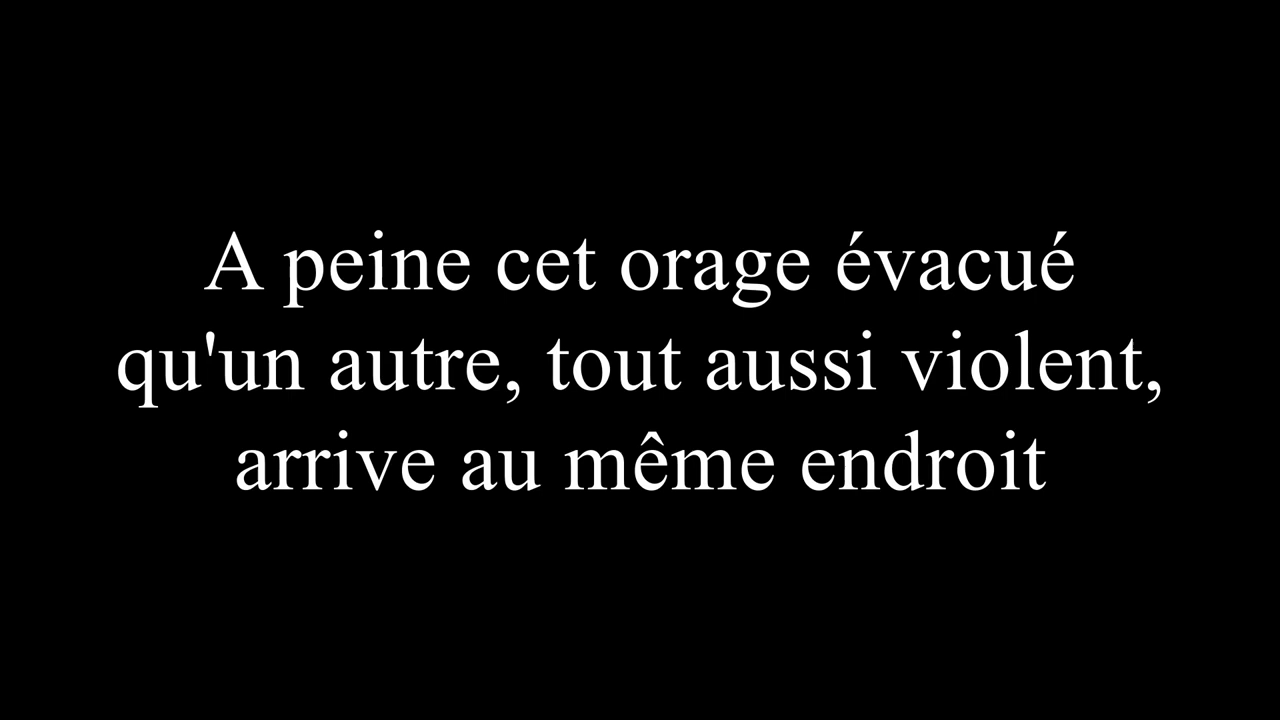 A peine cet orage évacué
qu'un autre, tout aussi violent,
arrive au même endroit